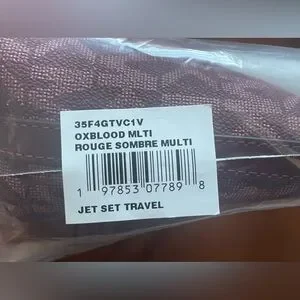 35F4GTVC1V
OXBLOOD MLTI
ROUGE SOMBRE MULTI
1 97853 07789 8
JET SET TRAVEL